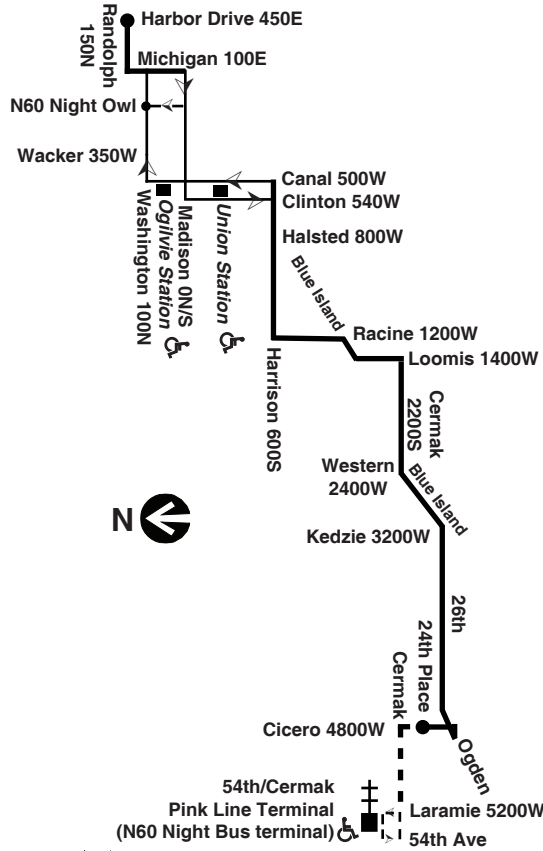 Harbor Drive 450E
Randolph
150N
Michigan 100E
N60 Night Owl
Wacker 350W
Canal 500W
Clinton 540W
Washington 100N
Ogilvie Station
Madison 0N/S
Union Station
Halsted 800W
Blue Island
Racine 1200W
Loomis 1400W
Harrison 600S
Cermak
2200S
Western
2400W
Blue Island
N
Kedzie 3200W
26th
24th Place
Cermak
Cicero 4800W
Ogden
54th/Cermak
Pink Line Terminal
(N60 Night Bus terminal)
Laramie 5200W
54th Ave